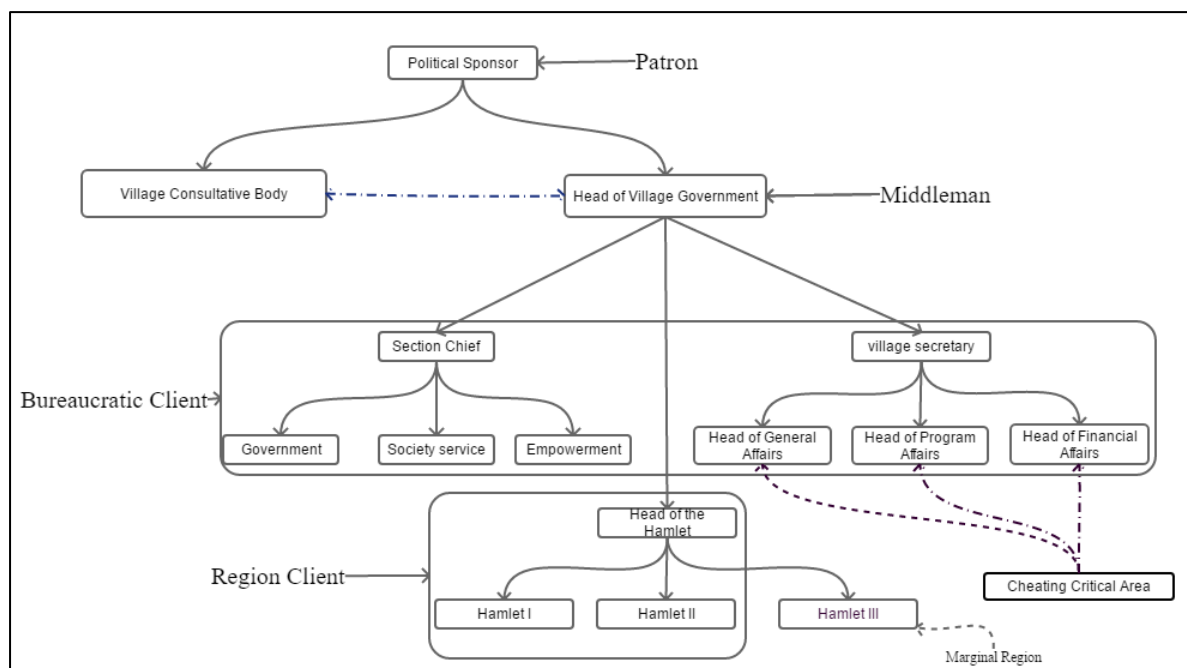 Political Sponsor
Patron
Village Consultative Body
Head of Village Government
Middleman
Section Chief
village secretary
Bureaucratic Client
Government
Society service
Empowerment
Head of General
Affairs
Head of Program
Affairs
Head of Financial
Affairs
Head of the
Hamlet
Region Client
Cheating Critical Area
Hamlet I
Hamlet II
Hamlet III
Marginal Region